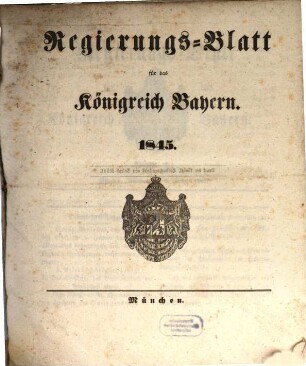 Regierungs-Blatt
für das
Königreich Bayern.
1845.
München.